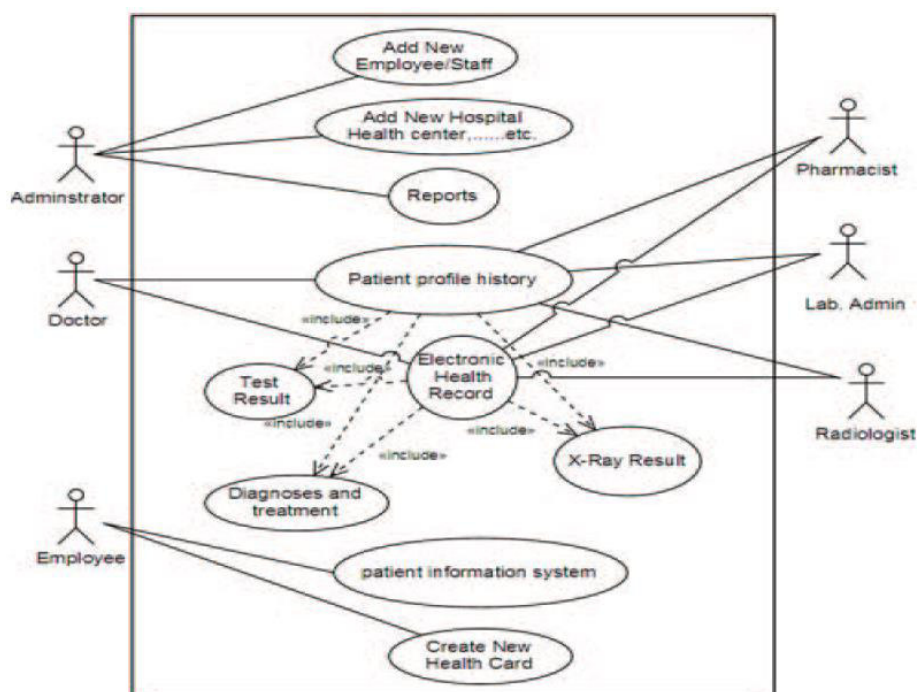 Add New
Employee/Staff
Add New Hospital
Health center,......etc.
Adminstrator
Reports
Pharmacist
Patient profile history
Doctor
Lab. Admin
«include»
«include»
«include»
Electronic
Health
Record
Test
Result
«include»
«include»
«include»
Radiologist
X-Ray Result
Diagnoses and
treatment
Employee
patient information system
Create New
Health Card